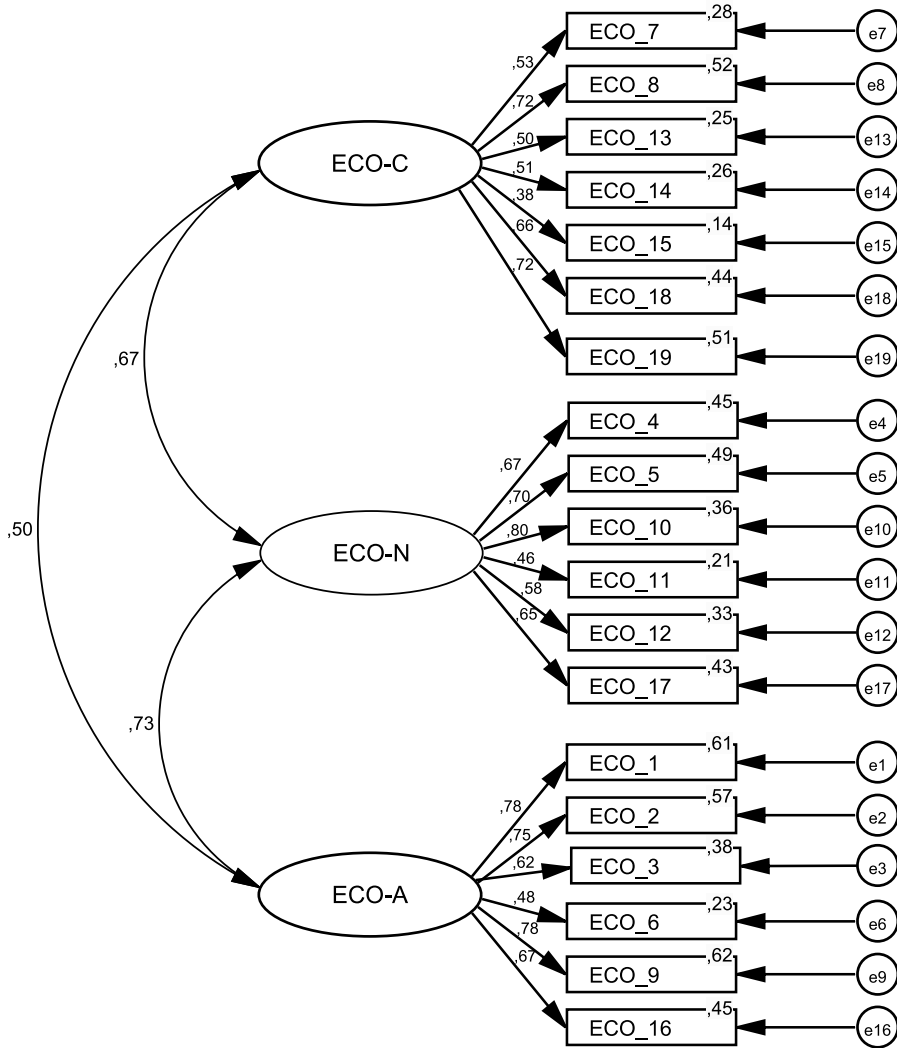 ,28
ECO_7
e7
,53
,52
ECO_8
e8
,72
,25
ECO_13
e13
,50
ECO-C
,51
,26
ECO_14
e14
,38
,14
ECO_15
e15
,66
,44
ECO_18
e18
,72
,51
ECO_19
e19
,67
,45
ECO_4
e4
,67
,49
ECO_5
e5
,70
,36
ECO_10
e10
,80
,50
ECO-N
,46
,21
ECO_11
e11
,58
,33
ECO_12
e12
,65
,43
ECO_17
e17
,73
,61
ECO_1
e1
,78
,57
ECO_2
e2
,75
,38
ECO_3
e3
,62
ECO-A
,48
,23
ECO_6
e6
,78
,62
ECO_9
e9
,67
,45
ECO_16
e16